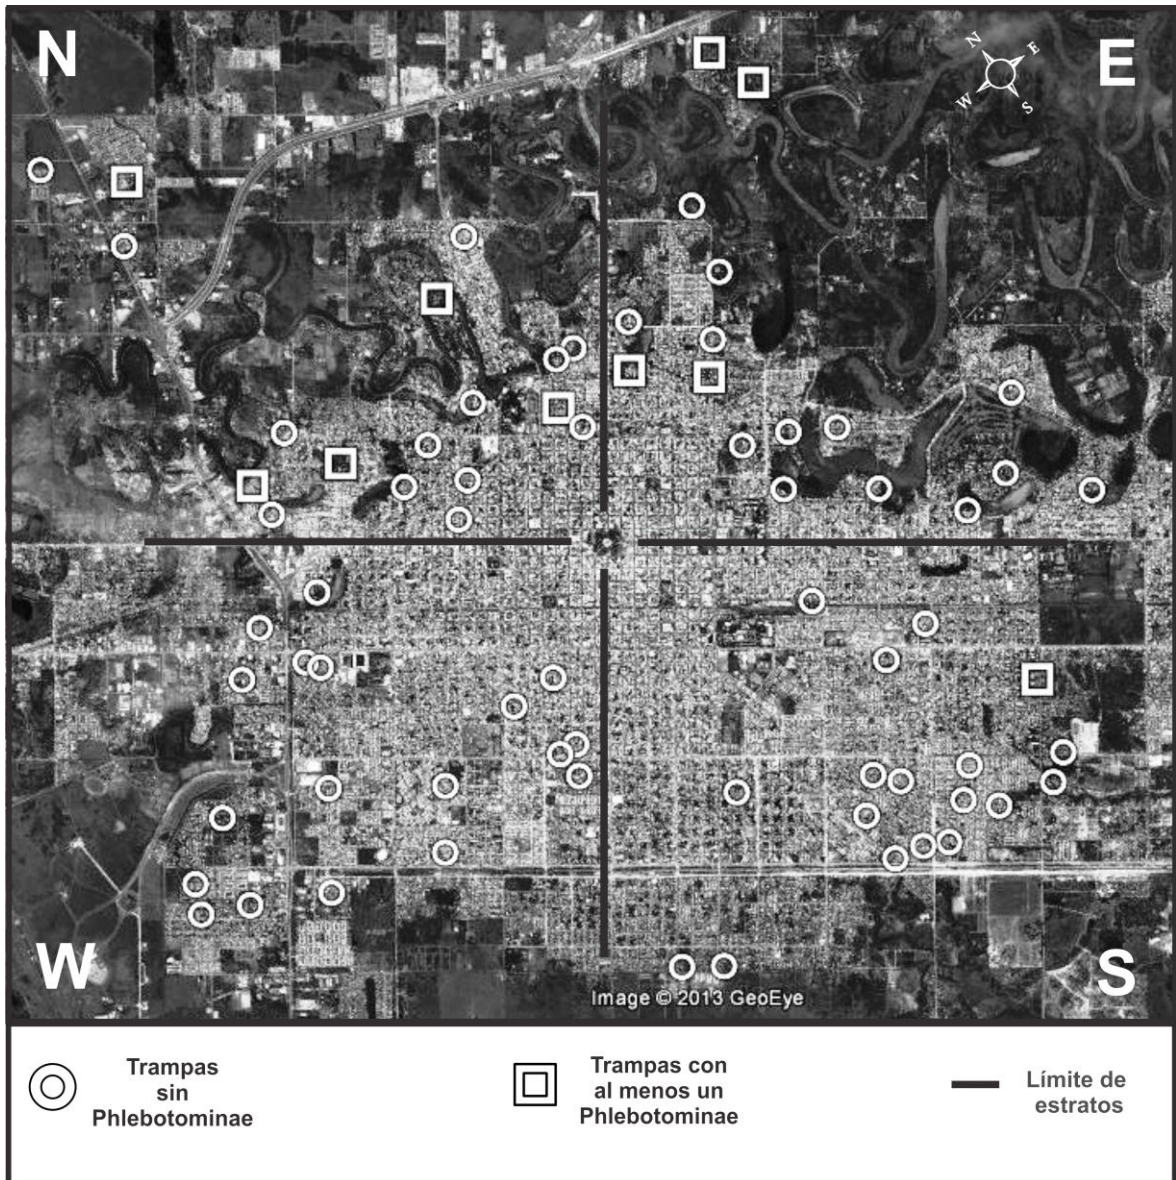 N
E
N
E
W
S
W
S
Image © 2013 GeoEye
Trampas
sin
Phlebotominae
Trampas con
al menos un
Phlebotominae
Límite de
estratos